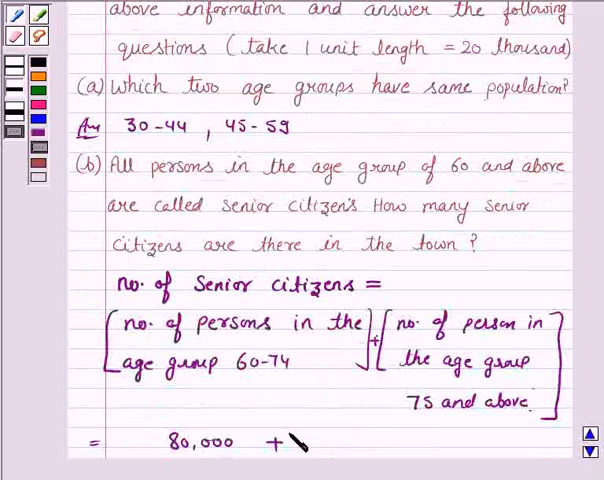 above information and answer the following
questions (take 1 unit length = 20 thousand)
(a) Which two age groups have same population?
Ans 30-44, 45-59
(b) All persons in the age group of 60 and above
are called senior citizen's How many senior
citizens are there in the town?
no. of Senior citizens =
[no. of persons in the age group 60-74] + [no. of person in the age group 75 and above]
= 80,000 +